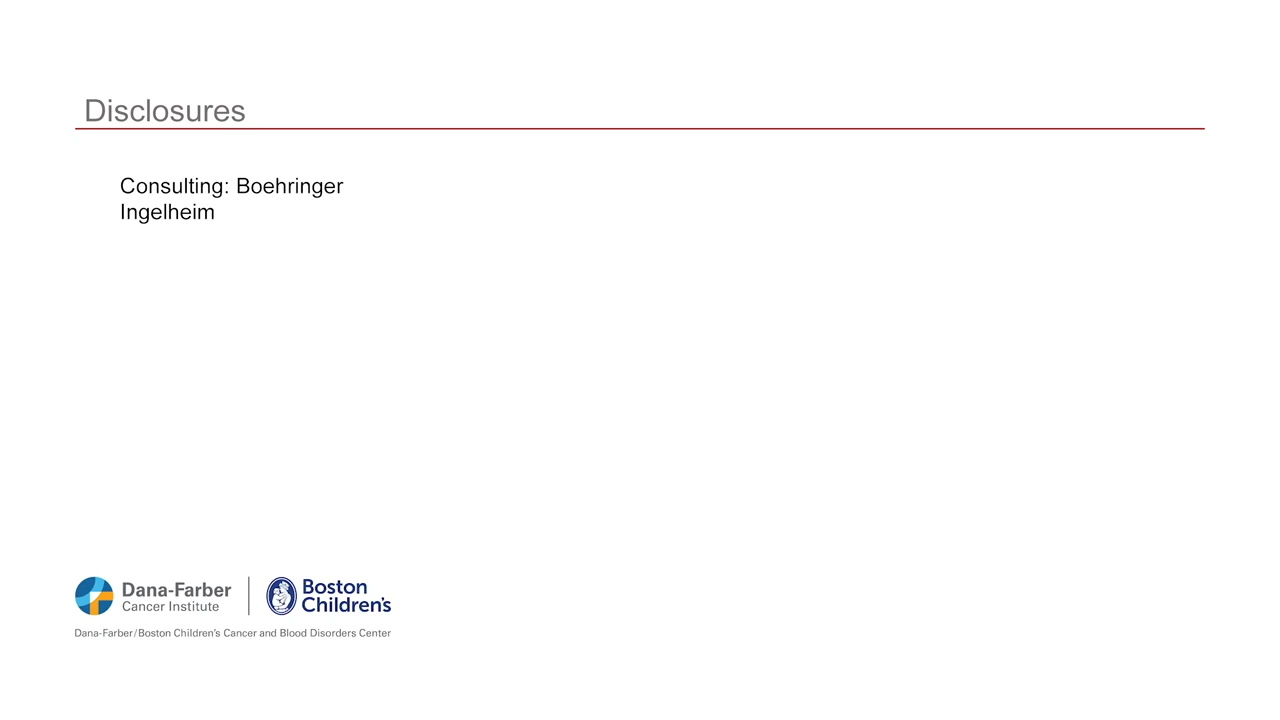 Disclosures
Consulting: Boehringer
Ingelheim
Dana-Farber
Cancer Institute
Boston
Children's
Dana-Farber/Boston Children's Cancer and Blood Disorders Center